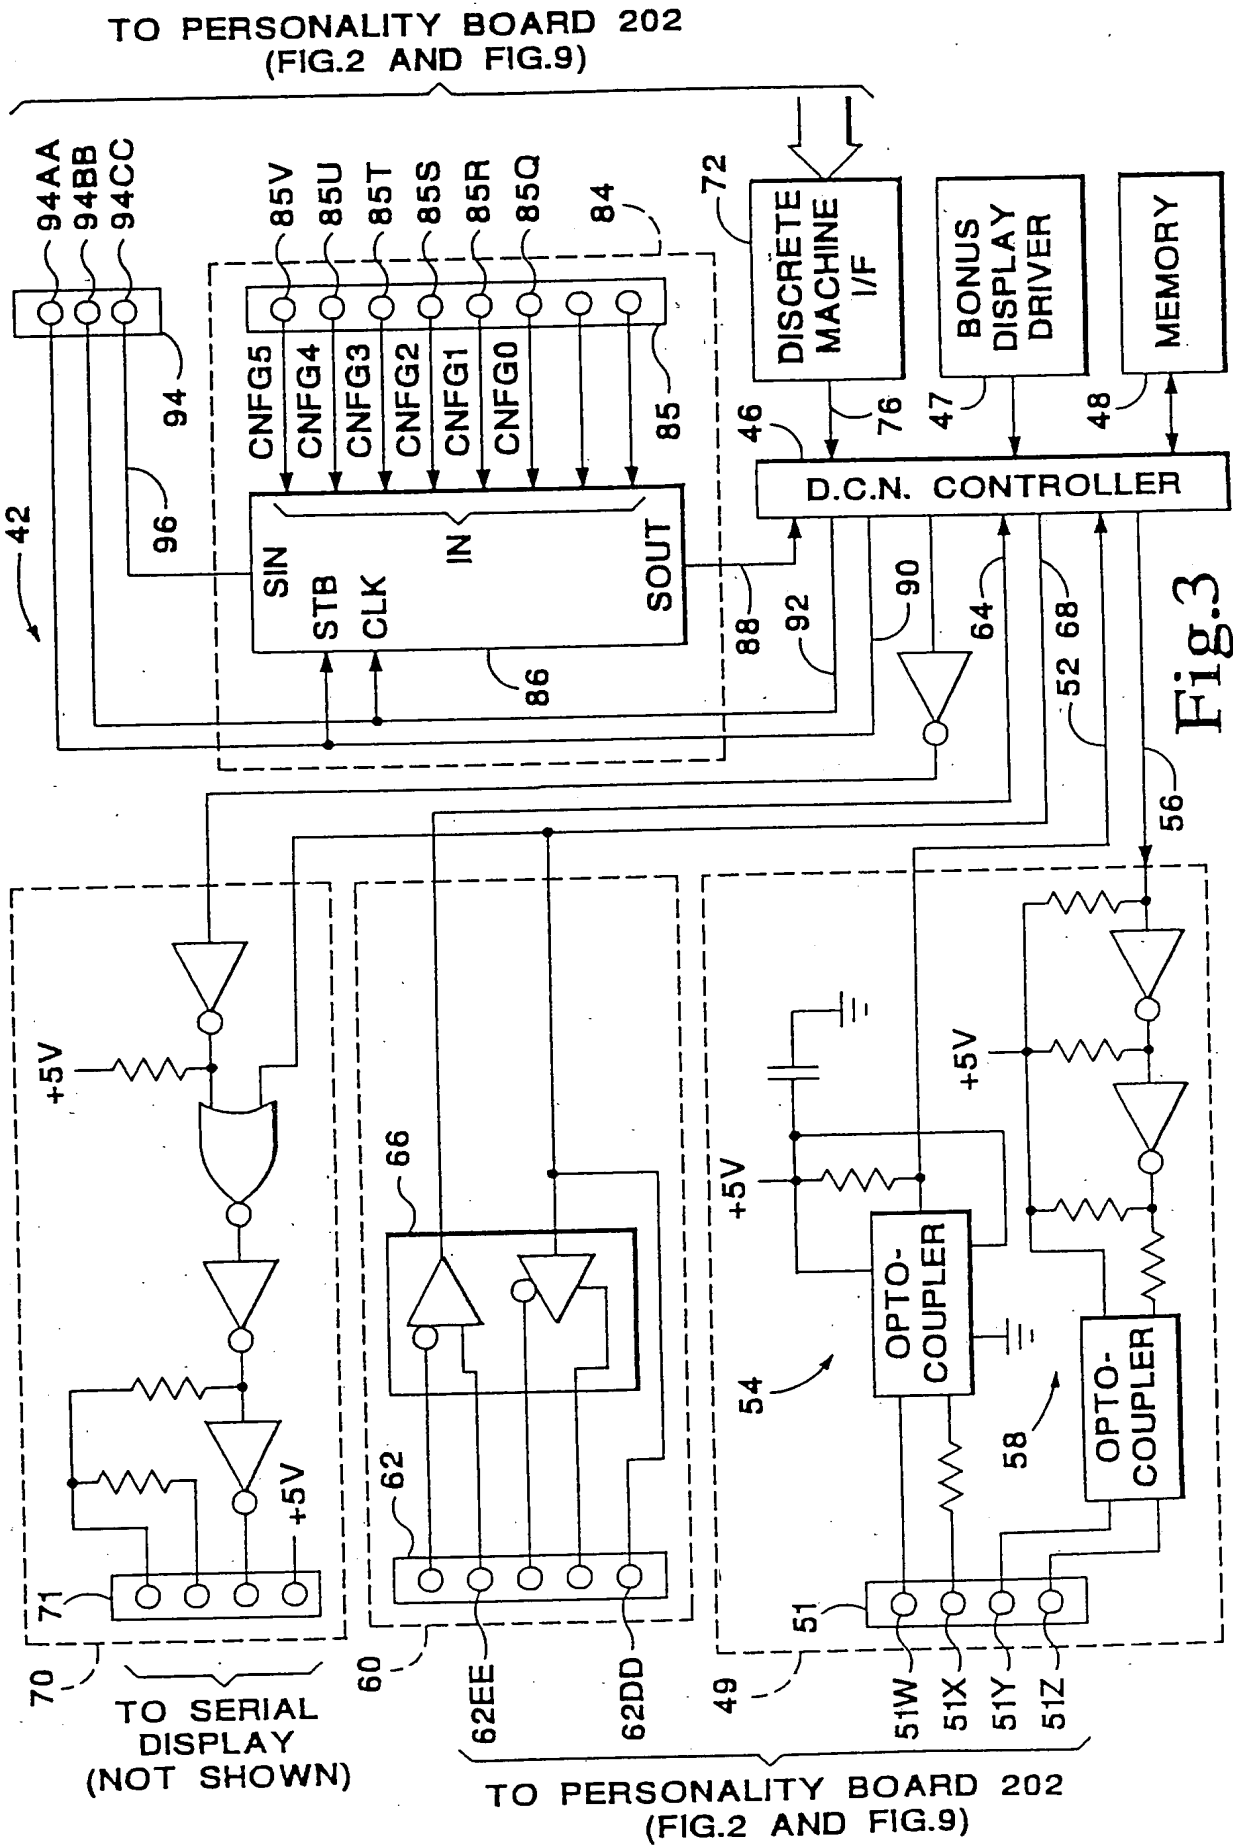 TO PERSONALITY BOARD 202
(FIG.2 AND FIG.9)
94AA
94BB
94CC
94
96
42
85V
85U
85T
85S
85R
85Q
84
85
CNFG5
CNFG4
CNFG3
CNFG2
CNFG1
CNFG0
SIN
STB
CLK
IN
SOUT
86
88
72
DISCRETE
MACHINE
I/F
76
BONUS
DISPLAY
DRIVER
47
MEMORY
48
46
D.C.N. CONTROLLER
92
90
64
68
52
56
Fig.3
+5V
+5V
71
70
TO SERIAL
DISPLAY
(NOT SHOWN)
66
62
60
62EE
62DD
+5V
+5V
OPTO-
COUPLER
54
OPTO-
COUPLER
58
51
49
51W
51X
51Y
51Z
TO PERSONALITY BOARD 202
(FIG.2 AND FIG.9)